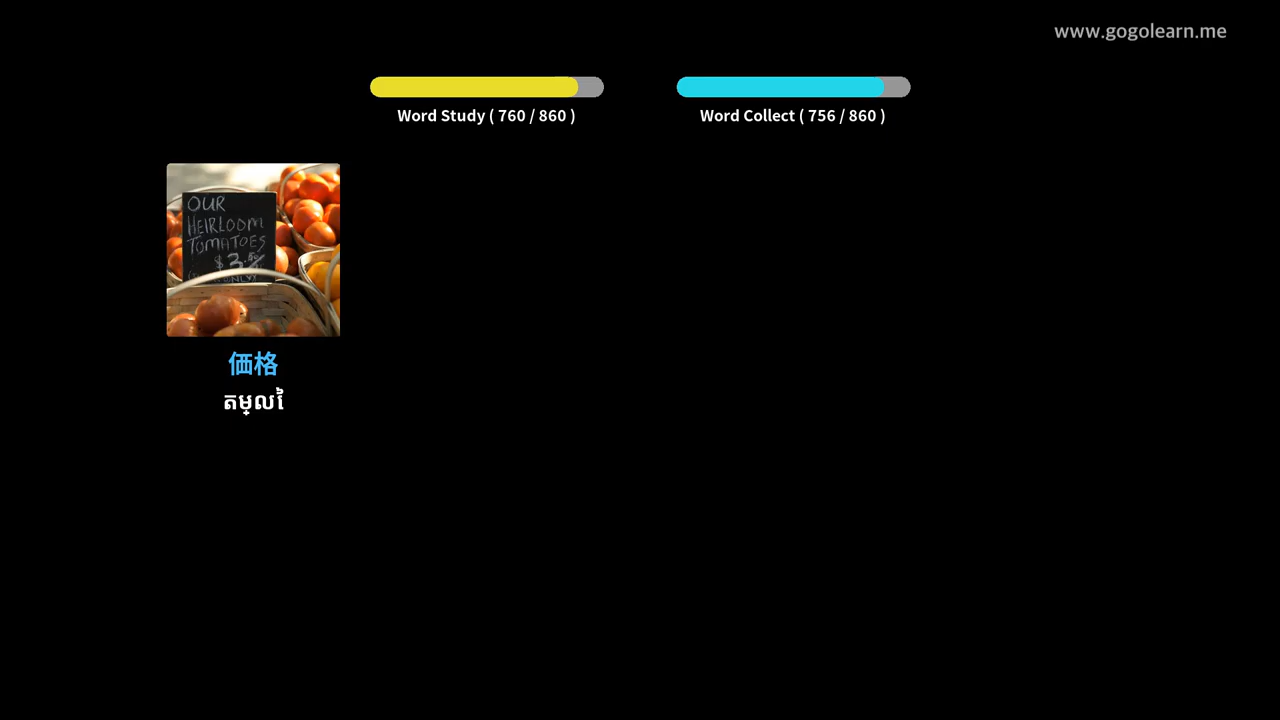 www.gogolearn.me
Word Study ( 760 / 860 )
Word Collect ( 756 / 860 )
OUR
HEIRLOOM
TOMATOES
価格
តម្លៃ